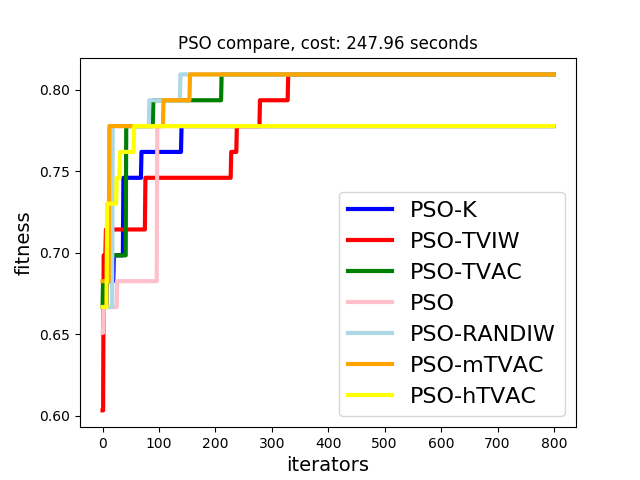 PSO compare, cost: 247.96 seconds
0.80
0.75
0.70
0.65
0.60
fitness
PSO-K
PSO-TVIW
PSO-TVAC
PSO
PSO-RANDIW
PSO-mTVAC
PSO-hTVAC
0 100 200 300 400 500 600 700 800
iterators